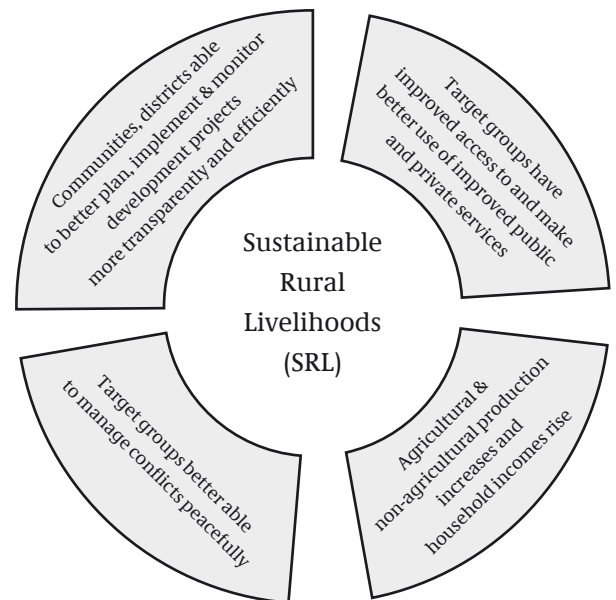 Communities, districts able
to better plan, implement & monitor
development projects
more transparently and efficiently
Target groups have
improved access to and make
better use of improved public
and private services
Sustainable
Rural
Livelihoods
(SRL)
Target groups better able
to manage conflicts peacefully
Agricultural &
non-agricultural production
increases and
household incomes rise